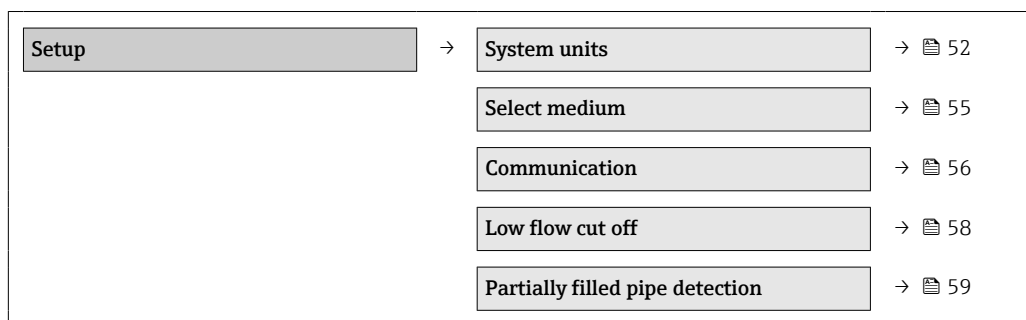 Setup → System units → 52
Select medium → 55
Communication → 56
Low flow cut off → 58
Partially filled pipe detection → 59